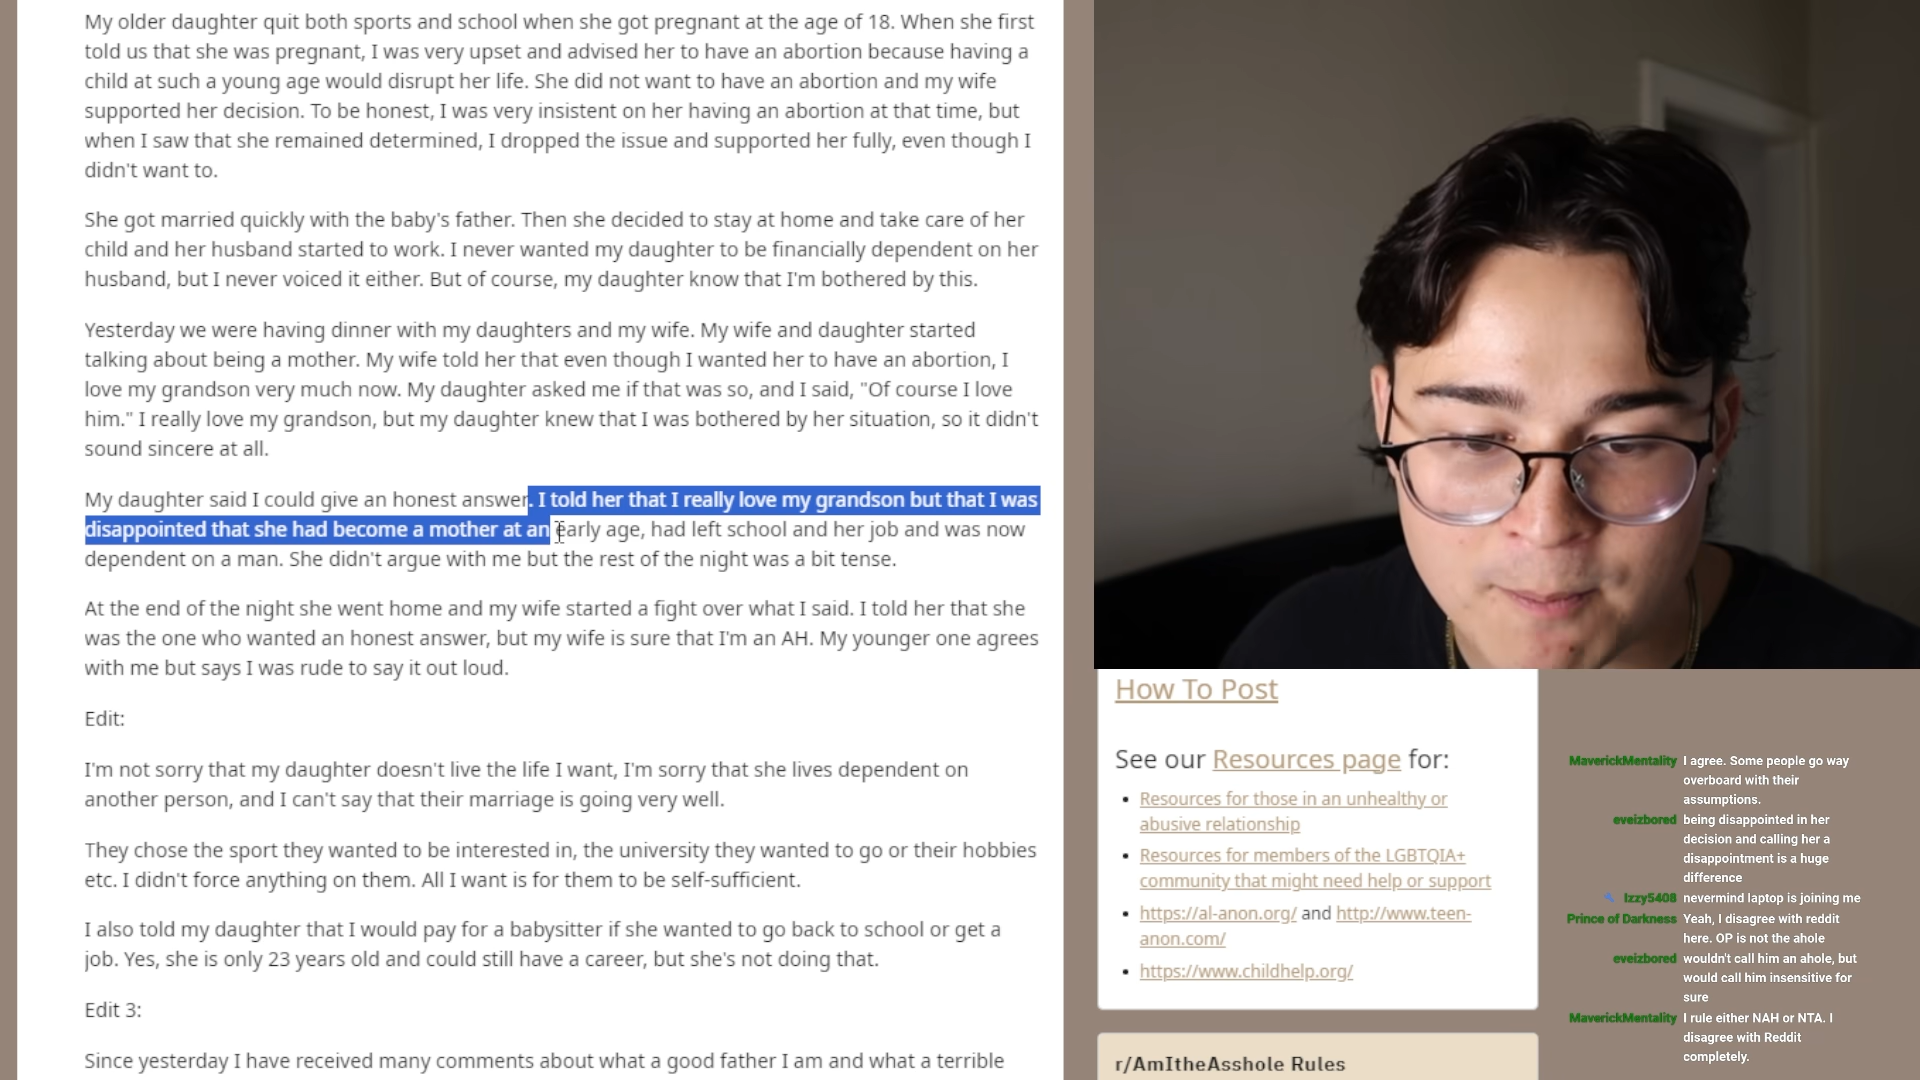 My older daughter quit both sports and school when she got pregnant at the age of 18. When she first
told us that she was pregnant, I was very upset and advised her to have an abortion because having a
child at such a young age would disrupt her life. She did not want to have an abortion and my wife
supported her decision. To be honest, I was very insistent on her having an abortion at that time, but
when I saw that she remained determined, I dropped the issue and supported her fully, even though I
didn't want to.
She got married quickly with the baby's father. Then she decided to stay at home and take care of her
child and her husband started to work. I never wanted my daughter to be financially dependent on her
husband, but I never voiced it either. But of course, my daughter know that I'm bothered by this.
Yesterday we were having dinner with my daughters and my wife. My wife and daughter started
talking about being a mother. My wife told her that even though I wanted her to have an abortion, I
love my grandson very much now. My daughter asked me if that was so, and I said, "Of course I love
him." I really love my grandson, but my daughter knew that I was bothered by her situation, so it didn't
sound sincere at all.
My daughter said I could give an honest answer. I told her that I really love my grandson but that I was
disappointed that she had become a mother at an early age, had left school and her job and was now
dependent on a man. She didn't argue with me but the rest of the night was a bit tense.
At the end of the night she went home and my wife started a fight over what I said. I told her that she
was the one who wanted an honest answer, but my wife is sure that I'm an AH. My younger one agrees
with me but says I was rude to say it out loud.
Edit:
I'm not sorry that my daughter doesn't live the life I want, I'm sorry that she lives dependent on
another person, and I can't say that their marriage is going very well.
They chose the sport they wanted to be interested in, the university they wanted to go or their hobbies
etc. I didn't force anything on them. All I want is for them to be self-sufficient.
I also told my daughter that I would pay for a babysitter if she wanted to go back to school or get a
job. Yes, she is only 23 years old and could still have a career, but she's not doing that.
Edit 3:
Since yesterday I have received many comments about what a good father I am and what a terrible
How To Post
See our Resources page for:
• Resources for those in an unhealthy or
abusive relationship
• Resources for members of the LGBTQIA+
community that might need help or support
• https://al-anon.org/ and http://www.teen-
anon.com/
• https://www.childhelp.org/
r/AmItheAsshole Rules
MaverickMentality I agree. Some people go way
overboard with their
assumptions.
eveizbored being disappointed in her
decision and calling her a
disappointment is a huge
difference
Izzy5408 nevermind laptop is joining me
Prince of Darkness Yeah, I disagree with reddit
here. OP is not the ahole
eveizbored wouldn't call him an ahole, but
would call him insensitive for
sure
MaverickMentality I rule either NAH or NTA. I
disagree with Reddit
completely.